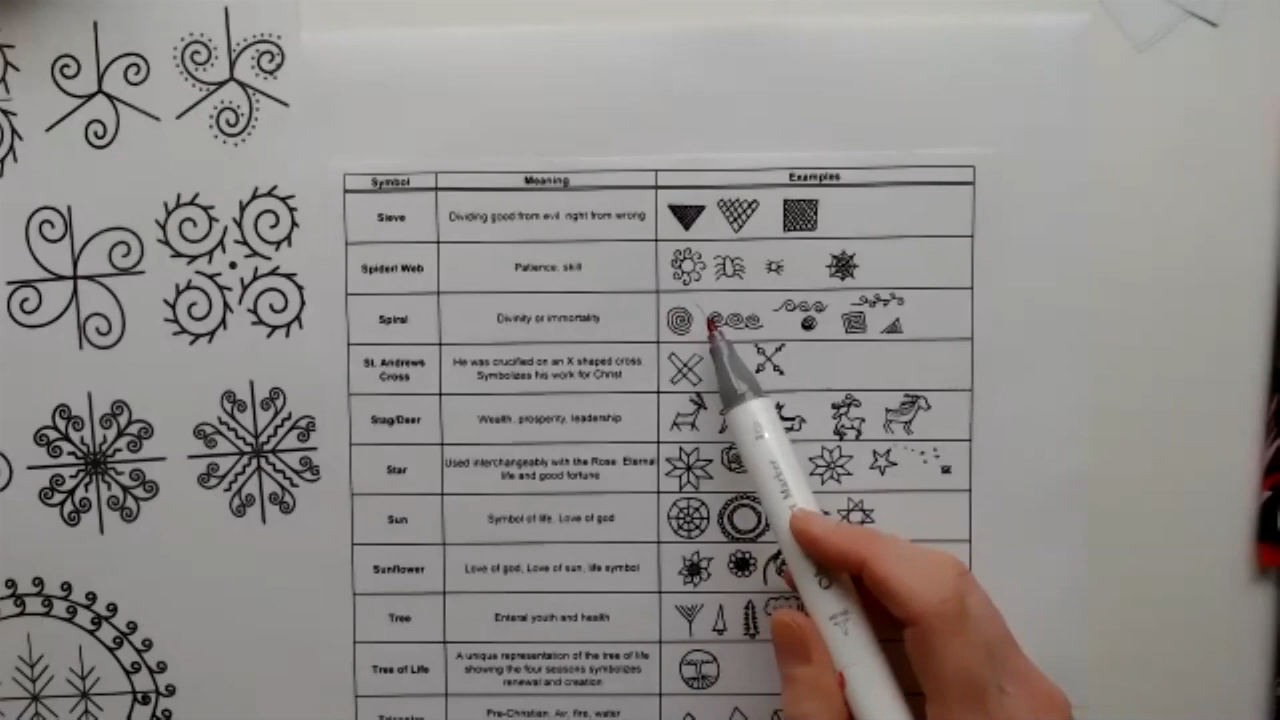 Symbol Meaning Examples
Sieve Dividing good from evil right from wrong
Spider/ Web Patience, skill
Spiral Divinity or immortality
St. Andrews
Cross
He was crucified on an X shaped cross
Symbolizes his work for Christ
Stag/Deer Wealth, prosperity, leadership
Star
Used interchangeably with the Rose. Eternal
life and good fortune
Sun Symbol of life, Love of god
Sunflower Love of god, Love of sun, life symbol
Tree Enteral youth and health
Tree of Life
A unique representation of the tree of life
showing the four seasons symbolizes
renewal and creation
Pre-Christian. Air, fire, water
Marker